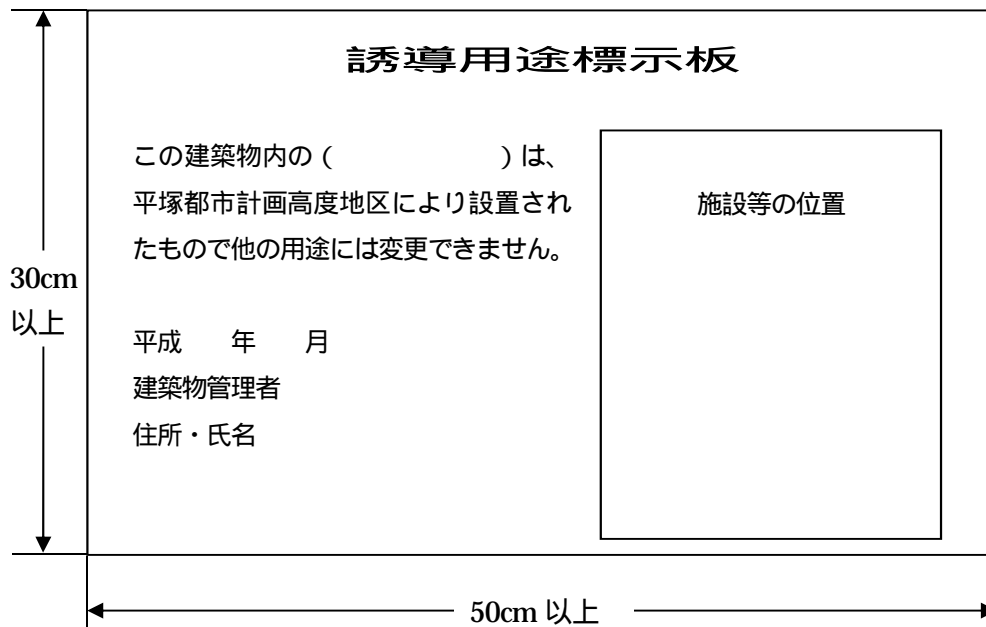 誘導用途標示板
この建築物内の(　　　　　　　)は、
平塚都市計画高度地区により設置され
たもので他の用途には変更できません。
施設等の位置
平成　　年　　月
建築物管理者
住所・氏名
30cm
以上
50cm 以上